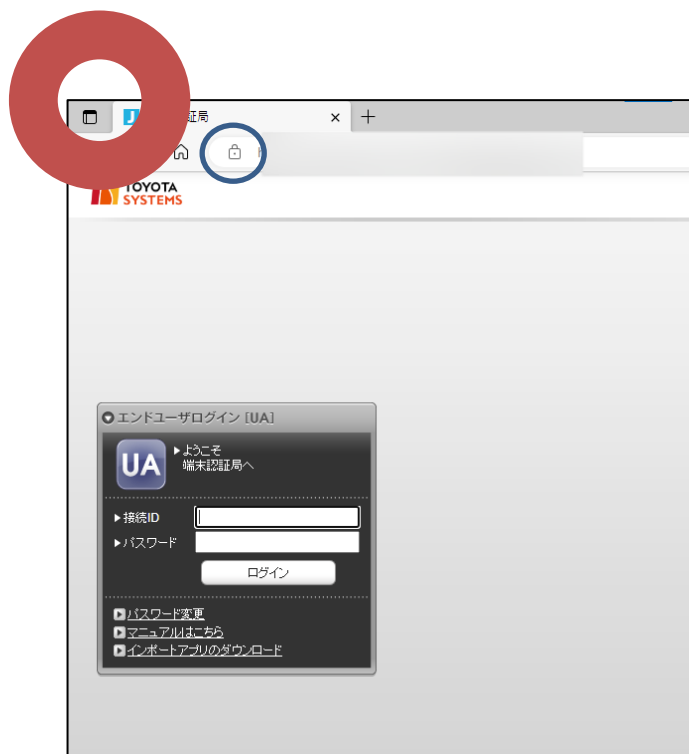 証局
TOYOTA
SYSTEMS
エンドユーザログイン [UA]
UA
ようこそ
端末認証局へ
接続ID
パスワード
ログイン
パスワード変更
マニュアルはこちら
インポートアプリのダウンロード